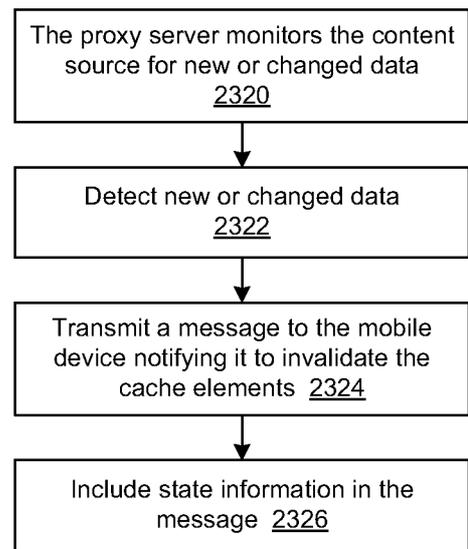 The proxy server monitors the content
source for new or changed data
2320
Detect new or changed data
2322
Transmit a message to the mobile
device notifying it to invalidate the
cache elements 2324
Include state information in the
message 2326